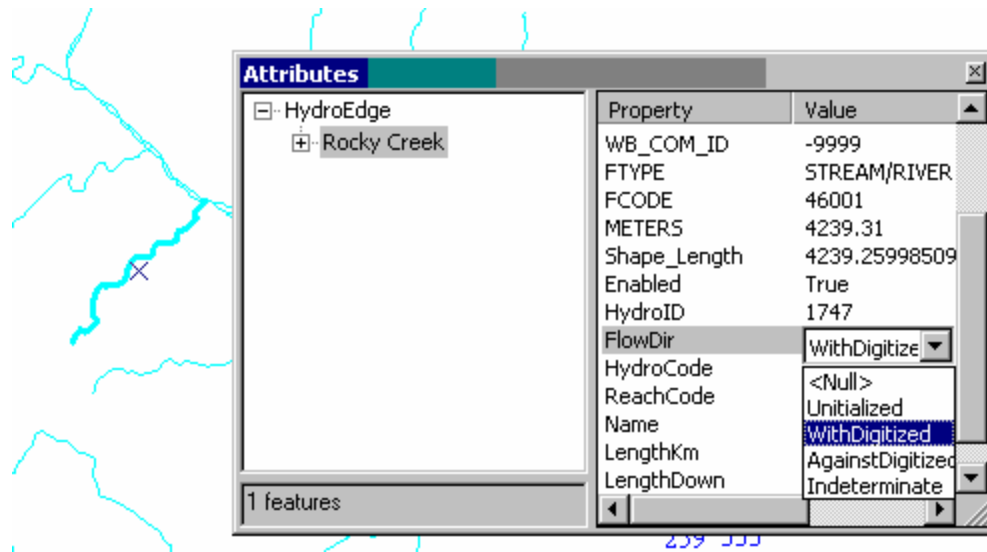 Attributes
HydroEdge
Rocky Creek
1 features
Property Value
WB_COM_ID -9999
FTYPE STREAM/RIVER
FCODE 46001
METERS 4239.31
Shape_Length 4239.25998509
Enabled True
HydroID 1747
FlowDir WithDigitize
HydroCode
ReachCode
Name
LengthKm
LengthDown
<Null>
Unitialized
WithDigitized
AgainstDigitized
Indeterminate